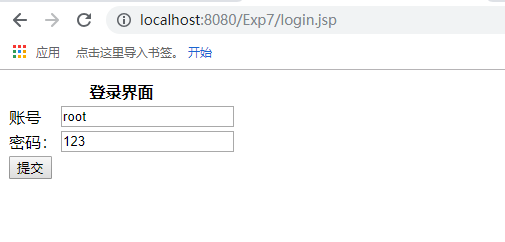 localhost:8080/Exp7/login.jsp
应用 点击这里导入书签。 开始
登录界面
账号 root
密码： 123
提交